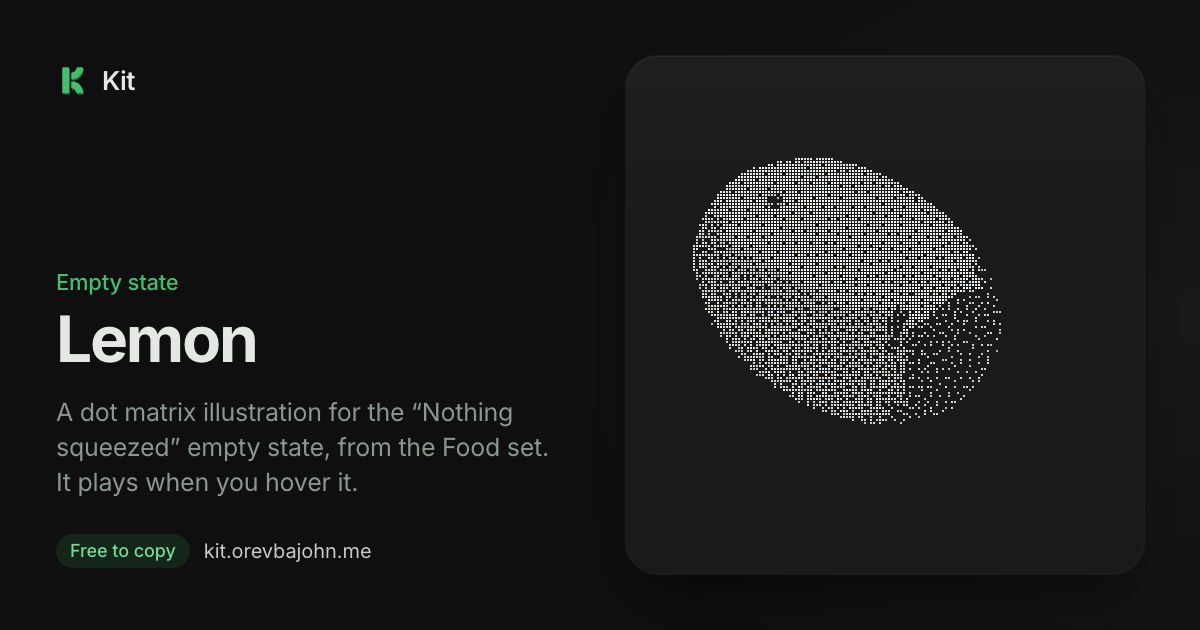 Kit
Empty state
Lemon
A dot matrix illustration for the “Nothing
squeezed” empty state, from the Food set.
It plays when you hover it.
Free to copy
kit.orevbajohn.me